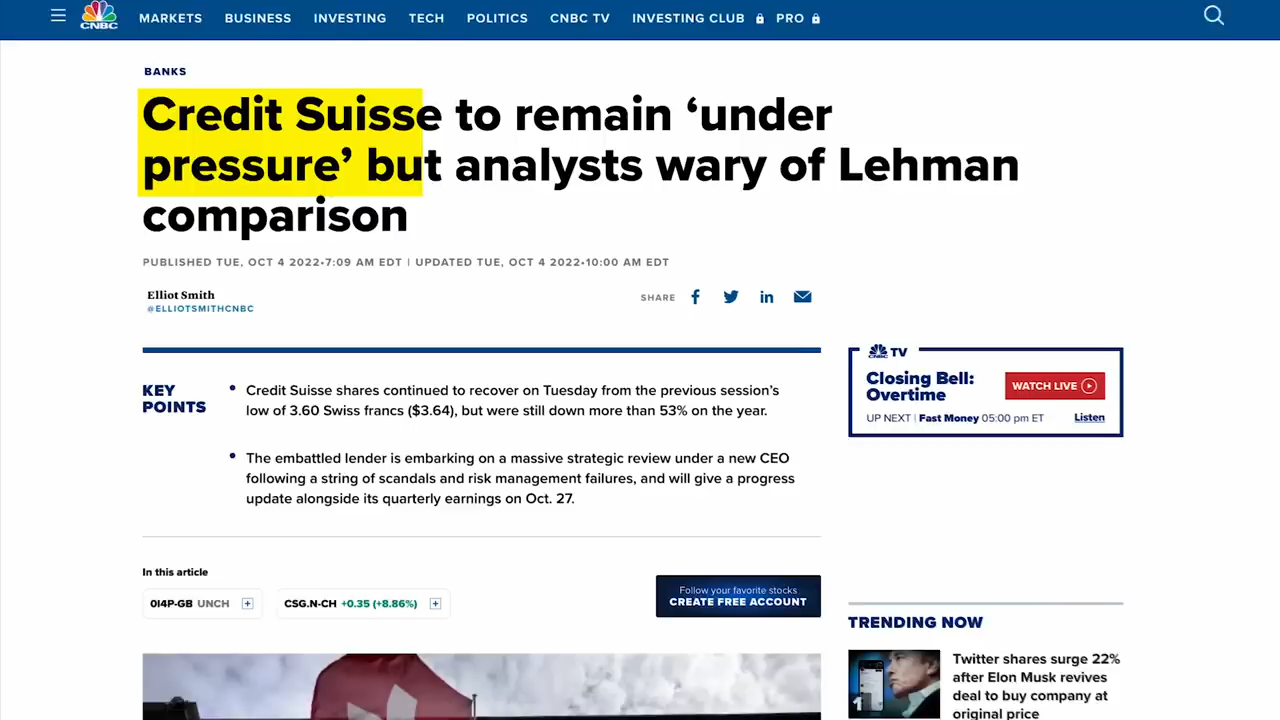 CNBC
MARKETS BUSINESS INVESTING TECH POLITICS CNBC TV INVESTING CLUB PRO
BANKS
Credit Suisse to remain ‘under
pressure’ but analysts wary of Lehman
comparison
PUBLISHED TUE, OCT 4 2022•7:09 AM EDT | UPDATED TUE, OCT 4 2022•10:00 AM EDT
Elliot Smith
@ELLIOTSMITHCNBC
SHARE
KEY
POINTS
• Credit Suisse shares continued to recover on Tuesday from the previous session’s
low of 3.60 Swiss francs ($3.64), but were still down more than 53% on the year.
• The embattled lender is embarking on a massive strategic review under a new CEO
following a string of scandals and risk management failures, and will give a progress
update alongside its quarterly earnings on Oct. 27.
CNBC TV
Closing Bell:
Overtime
WATCH LIVE
UP NEXT | Fast Money 05:00 pm ET
Listen
In this article
0I4P-GB UNCH +
CSG.N-CH +0.35 (+8.86%) +
Follow your favorite stocks
CREATE FREE ACCOUNT
TRENDING NOW
1
Twitter shares surge 22%
after Elon Musk revives
deal to buy company at
original price